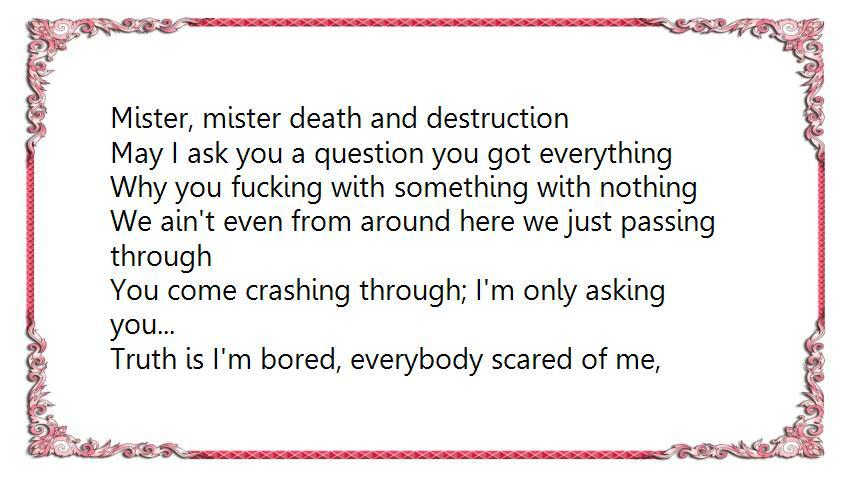 Mister, mister death and destruction
May I ask you a question you got everything
Why you fucking with something with nothing
We ain't even from around here we just passing
through
You come crashing through; I'm only asking
you...
Truth is I'm bored, everybody scared of me,